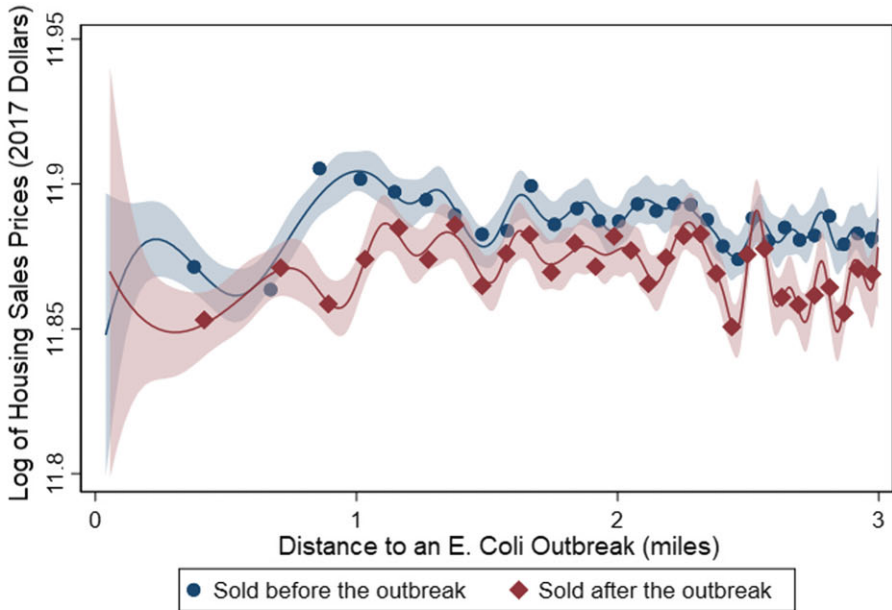 Log of Housing Sales Prices (2017 Dollars)
11.95
11.9
11.85
11.8
0 1 2 3
Distance to an E. Coli Outbreak (miles)
Sold before the outbreak Sold after the outbreak